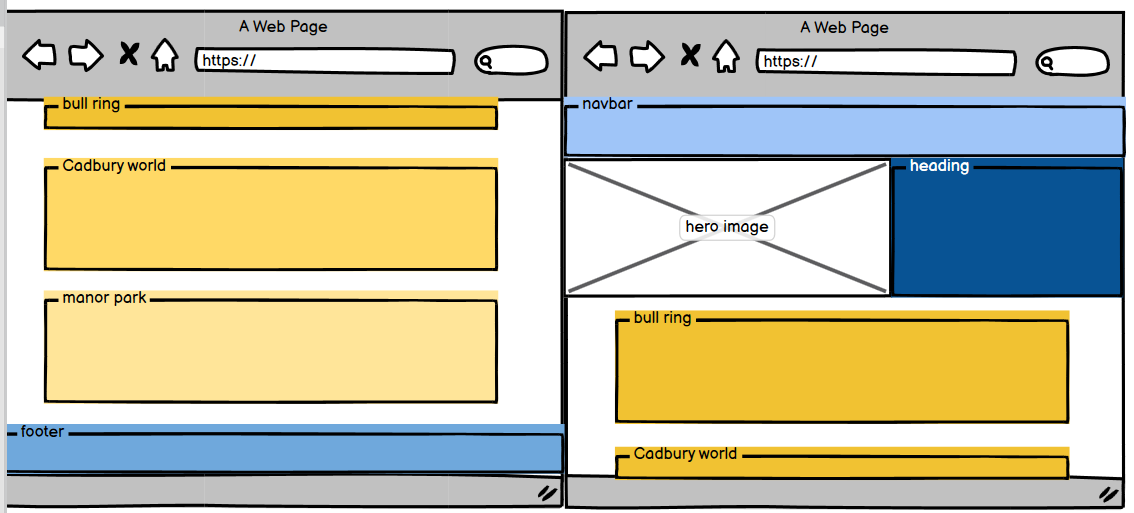 A Web Page
https://
bull ring
Cadbury world
manor park
footer
A Web Page
https://
navbar
hero image
heading
bull ring
Cadbury world